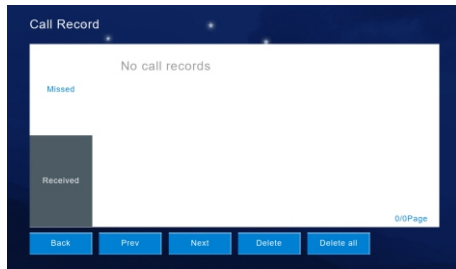 Call Record
No call records
Missed
Received
0/0Page
Back Prev Next Delete Delete all